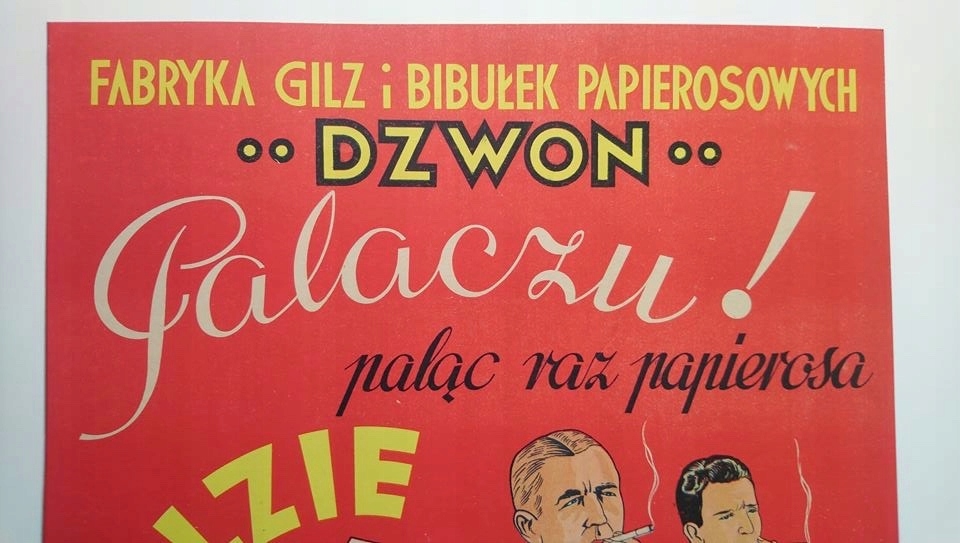 FABRYKA GILZ i BIBUŁEK PAPIEROSOWYCH
DZWON
Palaczu!
paląc raz papierosa